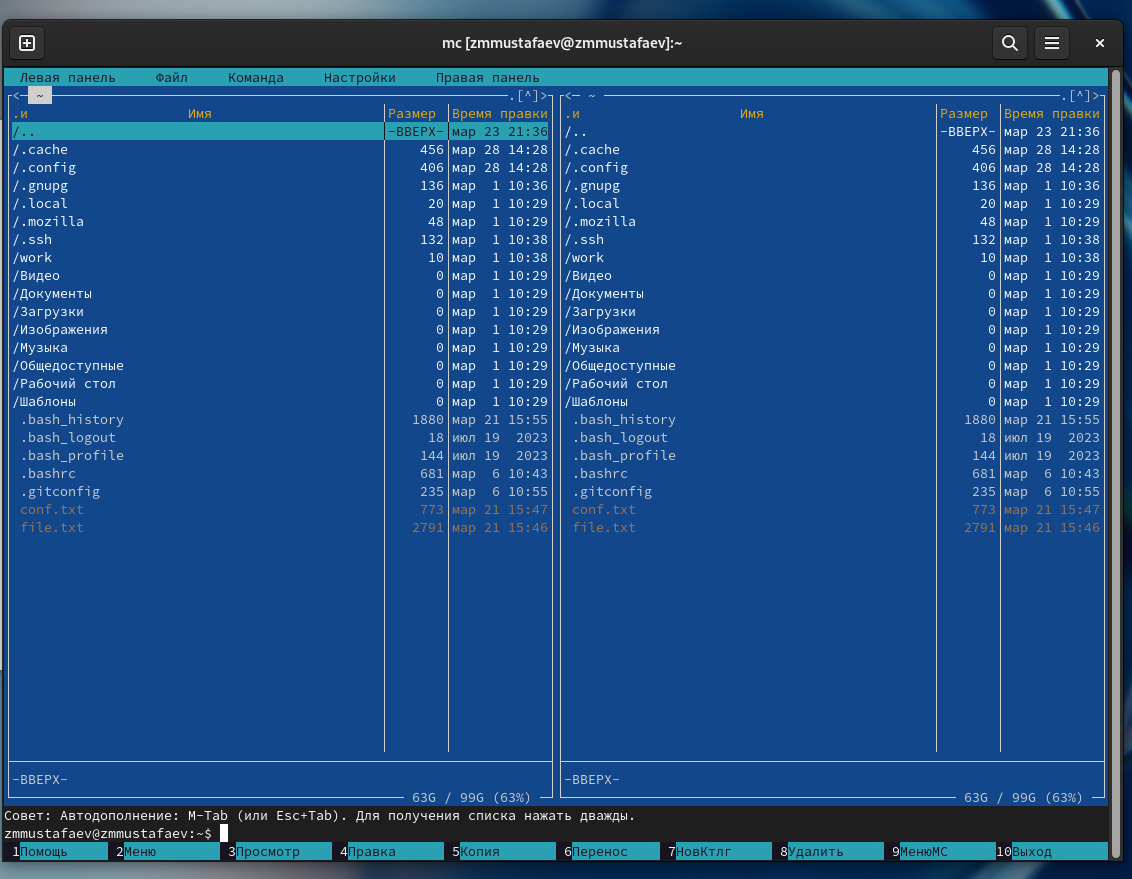 mc [zmmustafaev@zmmustafaev]:~
Левая панель Файл Команда Настройки Правая панель
<─ ~ .[^]> <─ ~ .[^]>
.и Имя Размер Время правки .и Имя Размер Время правки
/.. -ВВЕРХ- мар 23 21:36 /.. -ВВЕРХ- мар 23 21:36
/.cache 456 мар 28 14:28 /.cache 456 мар 28 14:28
/.config 406 мар 28 14:28 /.config 406 мар 28 14:28
/.gnupg 136 мар 1 10:36 /.gnupg 136 мар 1 10:36
/.local 20 мар 1 10:29 /.local 20 мар 1 10:29
/.mozilla 48 мар 1 10:29 /.mozilla 48 мар 1 10:29
/.ssh 132 мар 1 10:38 /.ssh 132 мар 1 10:38
/work 10 мар 1 10:38 /work 10 мар 1 10:38
/Видео 0 мар 1 10:29 /Видео 0 мар 1 10:29
/Документы 0 мар 1 10:29 /Документы 0 мар 1 10:29
/Загрузки 0 мар 1 10:29 /Загрузки 0 мар 1 10:29
/Изображения 0 мар 1 10:29 /Изображения 0 мар 1 10:29
/Музыка 0 мар 1 10:29 /Музыка 0 мар 1 10:29
/Общедоступные 0 мар 1 10:29 /Общедоступные 0 мар 1 10:29
/Рабочий стол 0 мар 1 10:29 /Рабочий стол 0 мар 1 10:29
/Шаблоны 0 мар 1 10:29 /Шаблоны 0 мар 1 10:29
.bash_history 1880 мар 21 15:55 .bash_history 1880 мар 21 15:55
.bash_logout 18 июл 19 2023 .bash_logout 18 июл 19 2023
.bash_profile 144 июл 19 2023 .bash_profile 144 июл 19 2023
.bashrc 681 мар 6 10:43 .bashrc 681 мар 6 10:43
.gitconfig 235 мар 6 10:55 .gitconfig 235 мар 6 10:55
conf.txt 773 мар 21 15:47 conf.txt 773 мар 21 15:47
file.txt 2791 мар 21 15:46 file.txt 2791 мар 21 15:46
-ВВЕРХ- -ВВЕРХ-
63G / 99G (63%) 63G / 99G (63%)
Совет: Автодополнение: M-Tab (или Esc+Tab). Для получения списка нажать дважды.
zmmustafaev@zmmustafaev:~$
1Помощь 2Меню 3Просмотр 4Правка 5Копия 6Перенос 7НовКтлг 8Удалить 9МенюMC 10Выход